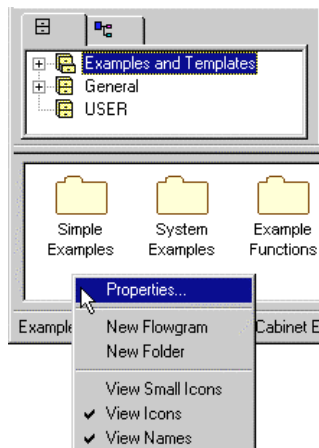 Examples and Templates
General
USER
Simple Examples
System Examples
Example Functions
Properties...
Example
Cabinet E
New Flowgram
New Folder
View Small Icons
View Icons
View Names